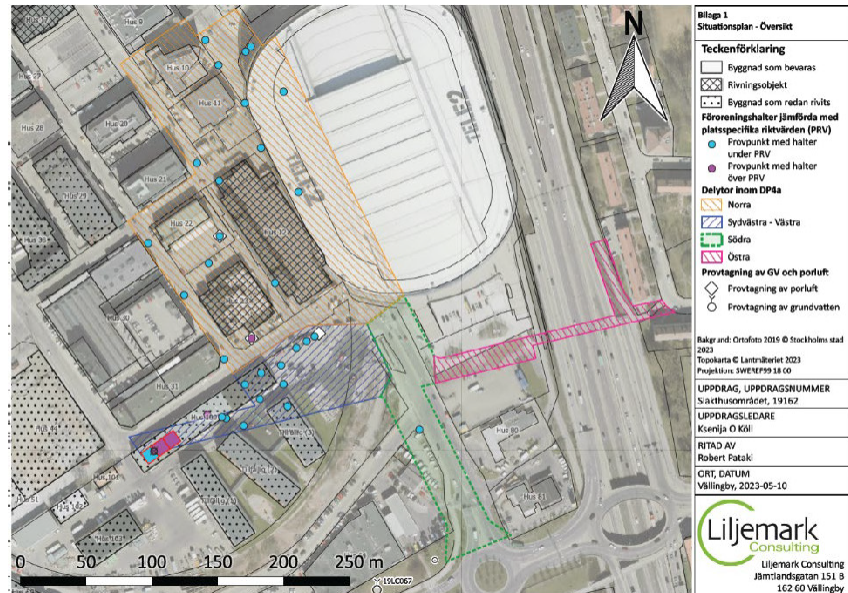 Hus 9
Hus 10
Hus 11
Hus 20
Hus 28
Hus 29
Hus 21
Hus 22
Hus 31
Hus 80
Hus 81
TELE2
TELE2
N
0 50 100 150 200 250 m
19LC067
Bilaga 1
Situationsplan - Översikt
Teckenförklaring
Byggnad som bevaras
Rivningsobjekt
Byggnad som redan rivits
Föroreningshalter jämförda med
platsspecifika riktvärden (PRV)
Provpunkt med halter
under PRV
Provpunkt med halter
över PRV
Delytor inom DP4a
Norra
Sydvästra - Västra
Södra
Östra
Provtagning av GV och porluft
Provtagning av porluft
Provtagning av grundvatten
Bakgrund: Ortofoto 2019 © Stockholms stad
2023
Topokarta © Lantmäteriet 2023
Projektion: SWEREF99 18 00
UPPDRAG, UPPDRAGSNUMMER
Slakthusområdet, 19162
UPPDRAGSLEDARE
Ksenija O Köll
RITAD AV
Robert Pataki
ORT, DATUM
Vällingby, 2023-05-10
Liljemark
Consulting
Liljemark Consulting
Jämtlandsgatan 151 B
162 60 Vällingby